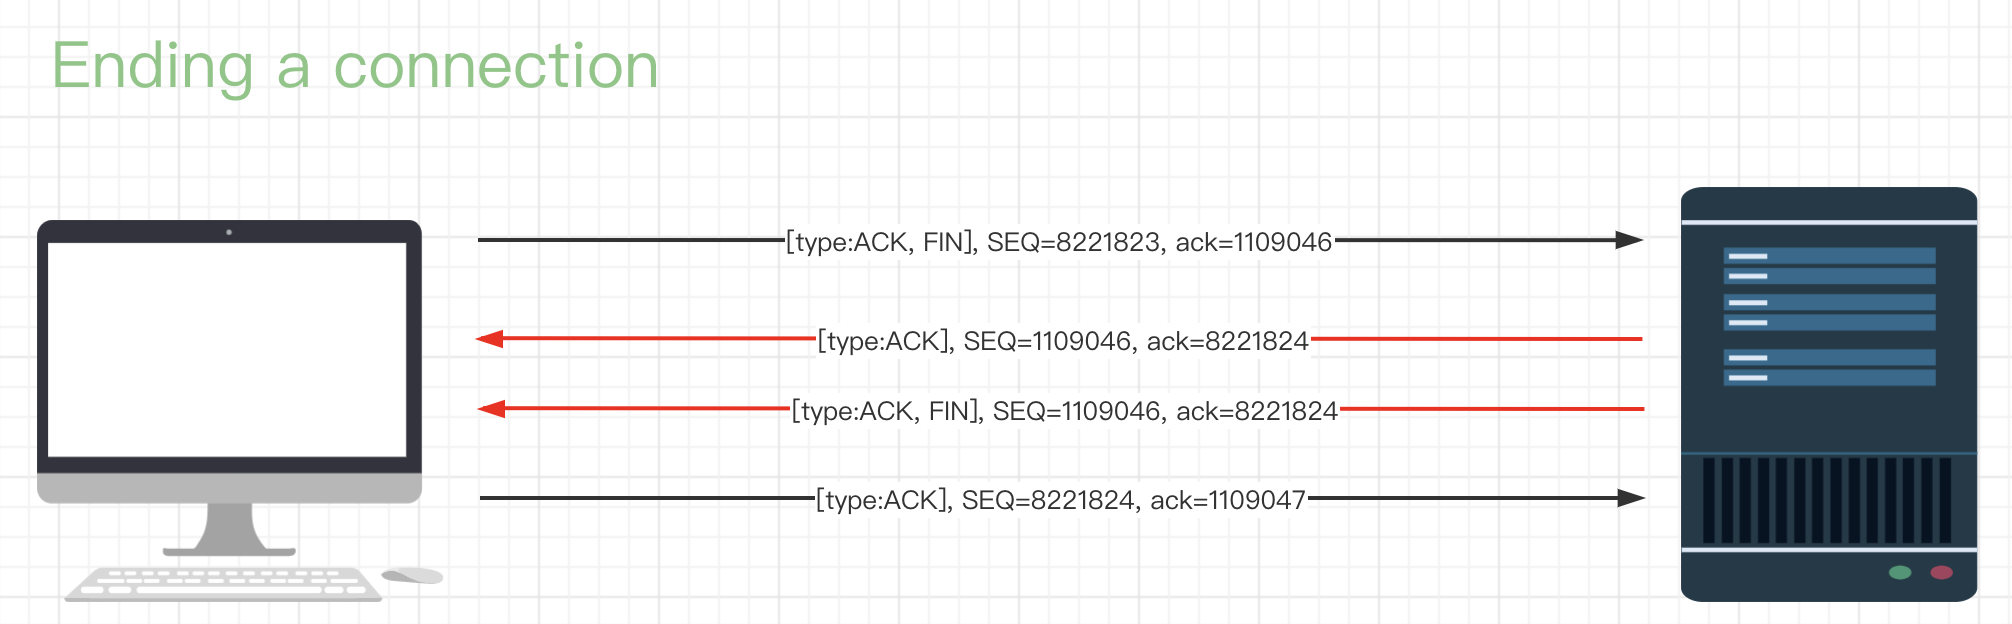 Ending a connection
[type:ACK, FIN], SEQ=8221823, ack=1109046
[type:ACK], SEQ=1109046, ack=8221824
[type:ACK, FIN], SEQ=1109046, ack=8221824
[type:ACK], SEQ=8221824, ack=1109047